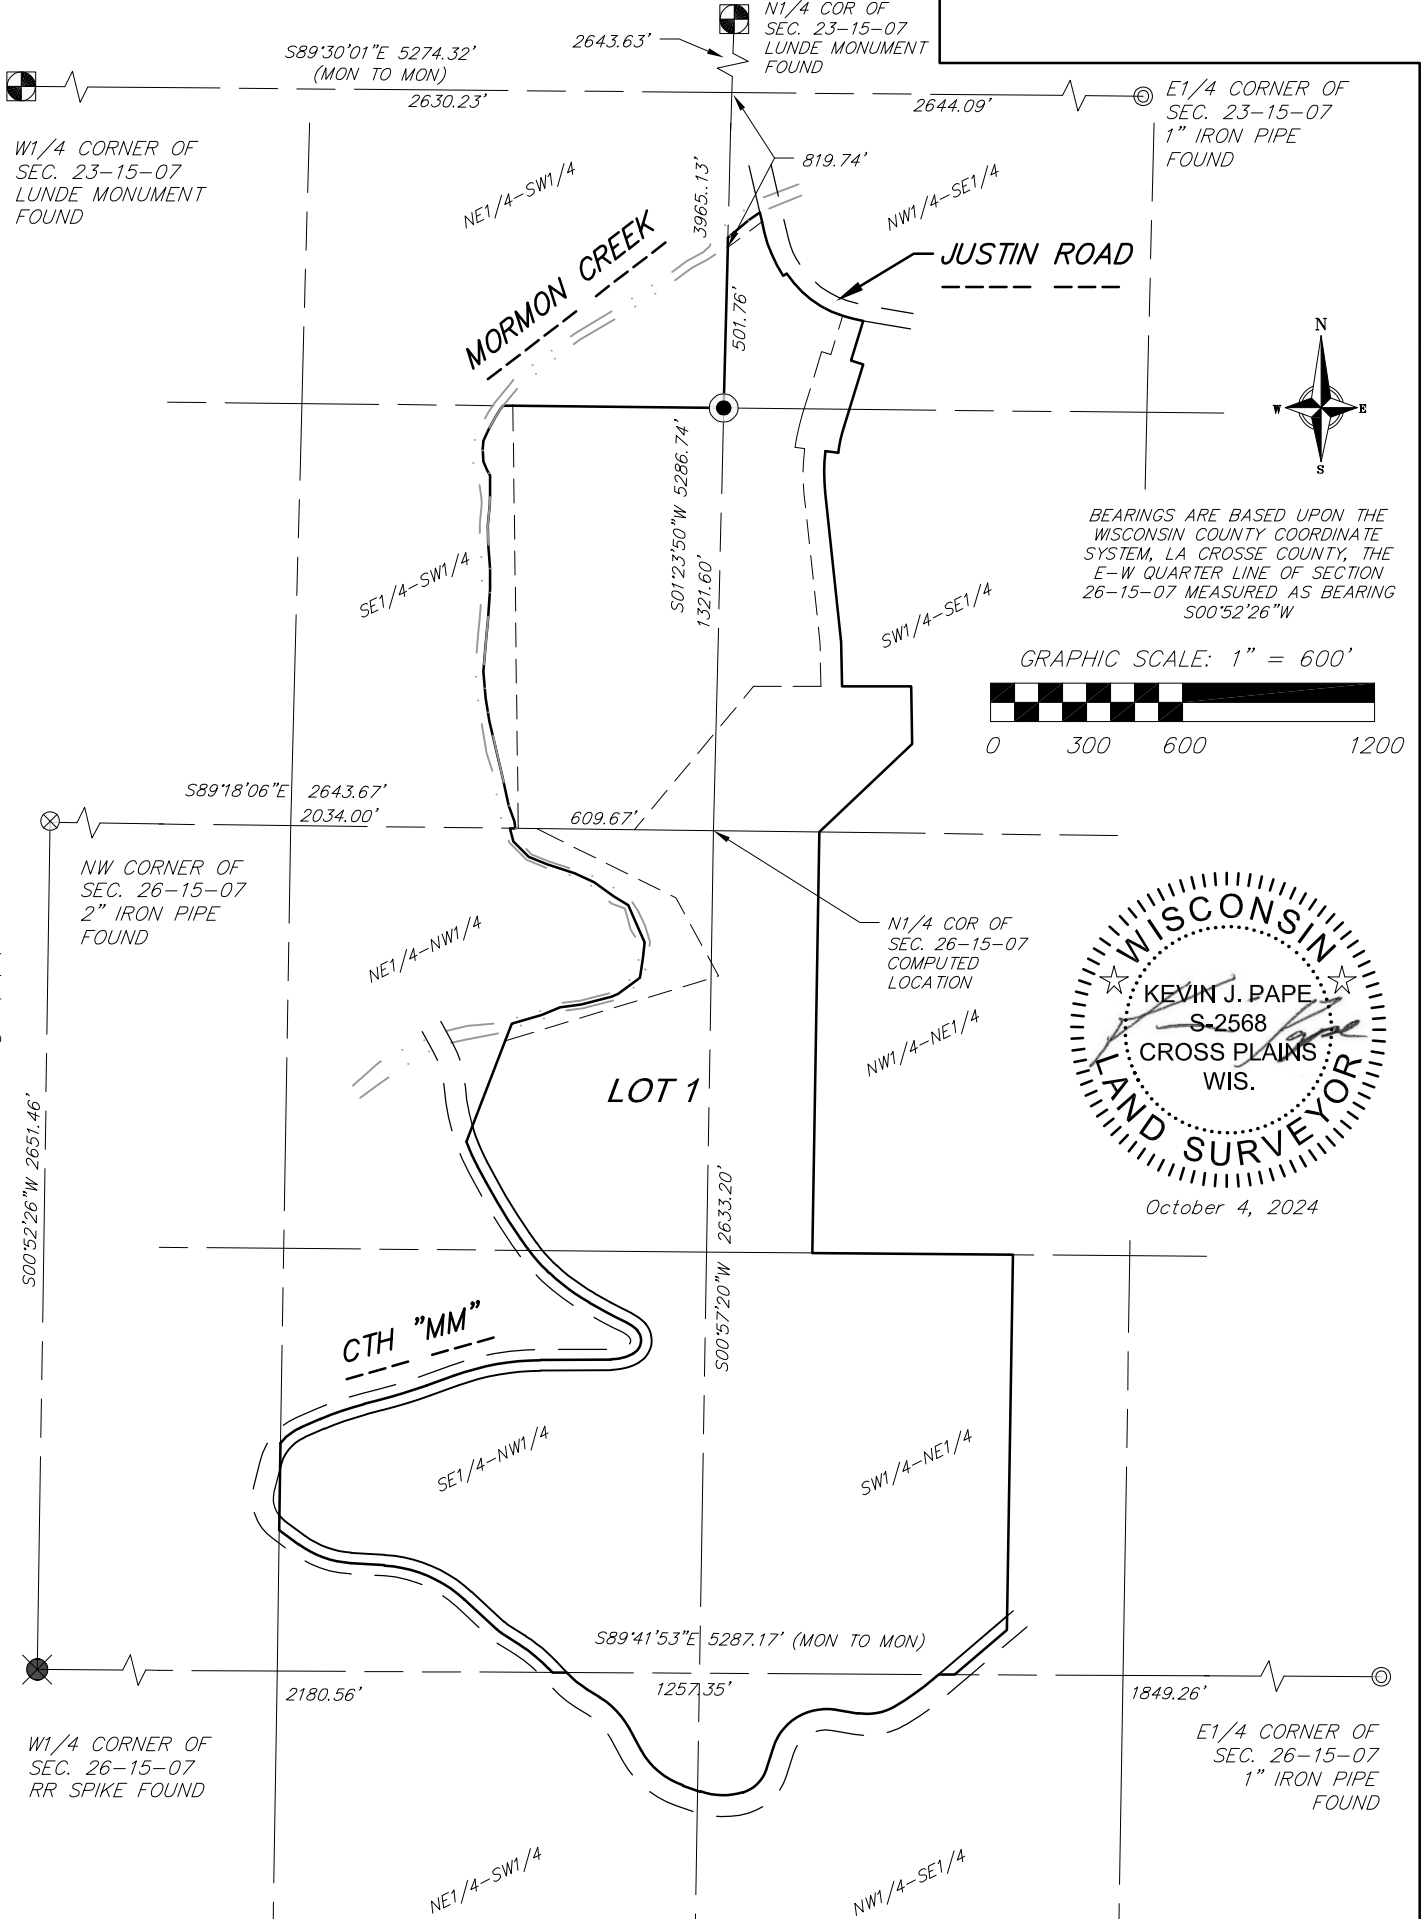 N1/4 COR OF
SEC. 23-15-07
LUNDE MONUMENT
FOUND
2643.63'
S89°30'01"E 5274.32'
(MON TO MON)
2630.23'
2644.09'
E1/4 CORNER OF
SEC. 23-15-07
1" IRON PIPE
FOUND
W1/4 CORNER OF
SEC. 23-15-07
LUNDE MONUMENT
FOUND
819.74'
3965.13'
NE1/4-SW1/4
NW1/4-SE1/4
MORMON CREEK
JUSTIN ROAD
501.76'
N
W
E
S
S01°23'50"W 5286.74'
1321.60'
SE1/4-SW1/4
SW1/4-SE1/4
BEARINGS ARE BASED UPON THE
WISCONSIN COUNTY COORDINATE
SYSTEM, LA CROSSE COUNTY, THE
E-W QUARTER LINE OF SECTION
26-15-07 MEASURED AS BEARING
S00°52'26"W
GRAPHIC SCALE: 1" = 600'
0 300 600 1200
S89°18'06"E 2643.67'
2034.00'
609.67'
NW CORNER OF
SEC. 26-15-07
2" IRON PIPE
FOUND
N1/4 COR OF
SEC. 26-15-07
COMPUTED
LOCATION
NE1/4-NW1/4
NW1/4-NE1/4
WISCONSIN
KEVIN J. PAPE
S-2568
CROSS PLAINS
WIS.
LAND SURVEYOR
October 4, 2024
LOT 1
S00°52'26"W 2651.46'
S00°57'20"W 2633.20'
CTH "MM"
SE1/4-NW1/4
SW1/4-NE1/4
S89°41'53"E 5287.17' (MON TO MON)
2180.56'
1257.35'
1849.26'
W1/4 CORNER OF
SEC. 26-15-07
RR SPIKE FOUND
E1/4 CORNER OF
SEC. 26-15-07
1" IRON PIPE
FOUND
NE1/4-SW1/4
NW1/4-SE1/4